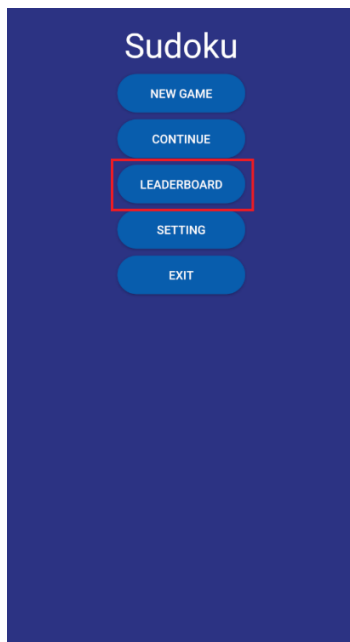 Sudoku
NEW GAME
CONTINUE
LEADERBOARD
SETTING
EXIT